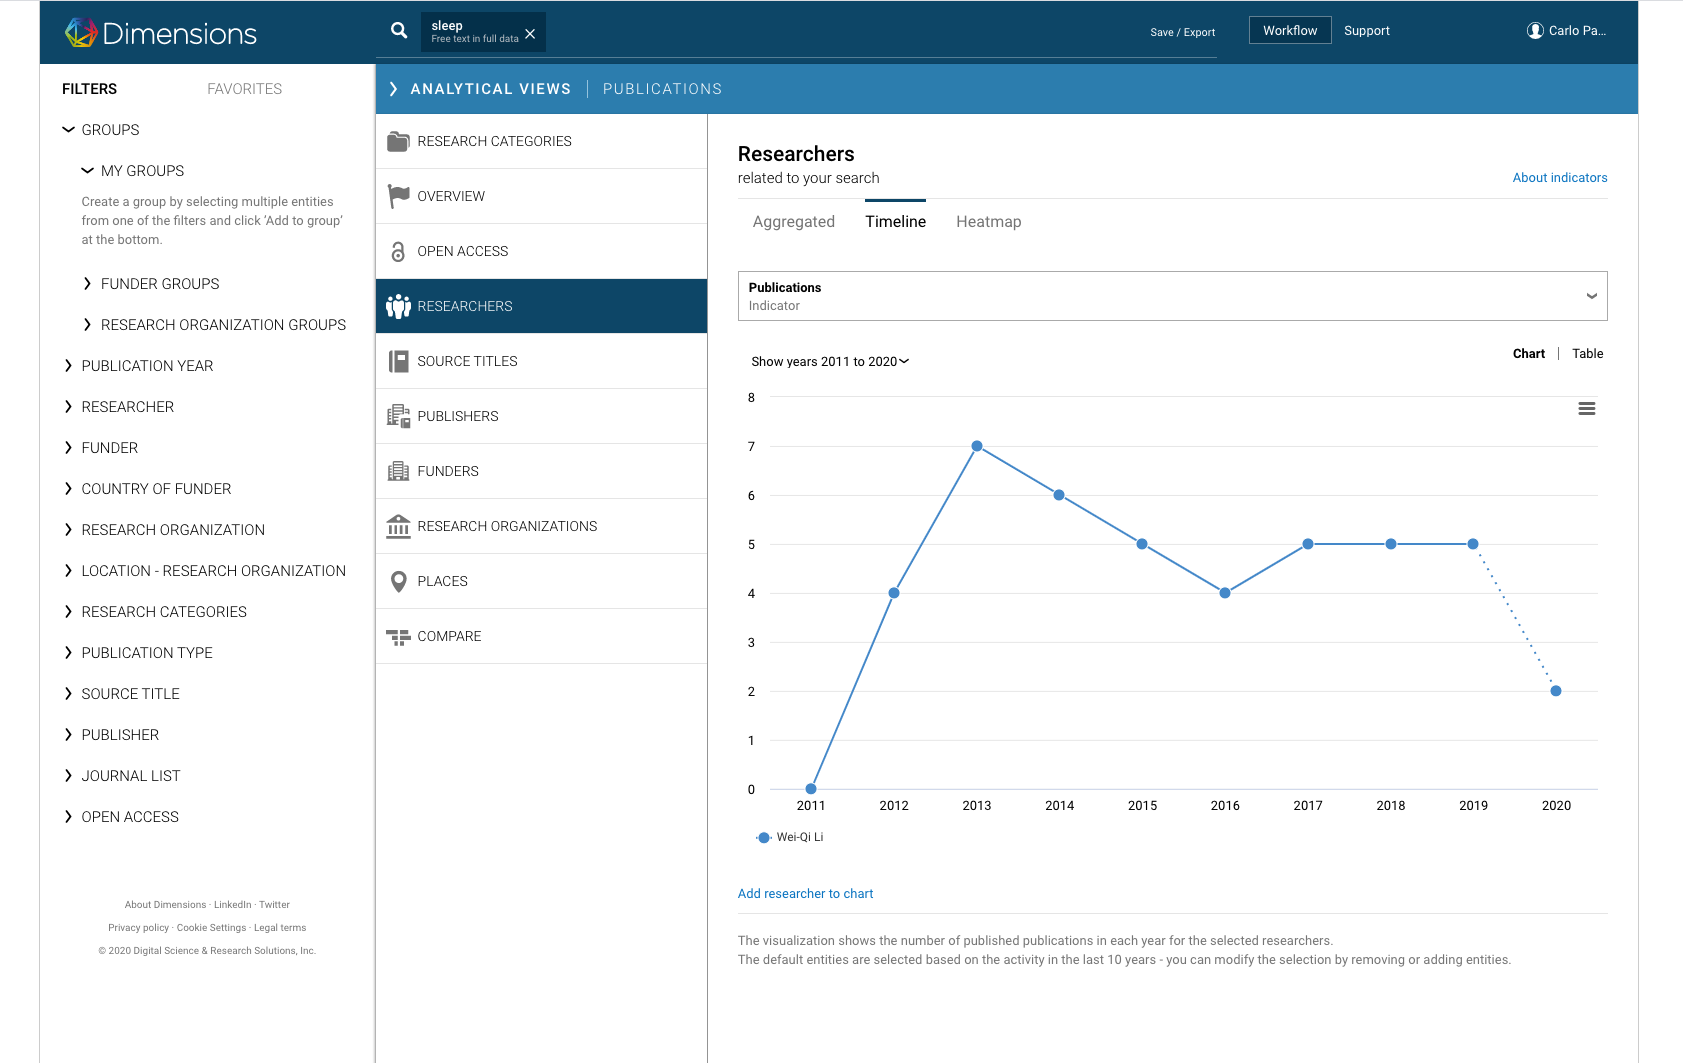 Dimensions
sleep
Free text in full data
Save / Export
Workflow
Support
Carlo Pa...
FILTERS
FAVORITES
GROUPS
MY GROUPS
Create a group by selecting multiple entities
from one of the filters and click 'Add to group'
at the bottom.
FUNDER GROUPS
RESEARCH ORGANIZATION GROUPS
PUBLICATION YEAR
RESEARCHER
FUNDER
COUNTRY OF FUNDER
RESEARCH ORGANIZATION
LOCATION - RESEARCH ORGANIZATION
RESEARCH CATEGORIES
PUBLICATION TYPE
SOURCE TITLE
PUBLISHER
JOURNAL LIST
OPEN ACCESS
About Dimensions · LinkedIn · Twitter
Privacy policy · Cookie Settings · Legal terms
© 2020 Digital Science & Research Solutions, Inc.
ANALYTICAL VIEWS
PUBLICATIONS
RESEARCH CATEGORIES
OVERVIEW
OPEN ACCESS
RESEARCHERS
SOURCE TITLES
PUBLISHERS
FUNDERS
RESEARCH ORGANIZATIONS
PLACES
COMPARE
Researchers
related to your search
About indicators
Aggregated
Timeline
Heatmap
Publications
Indicator
Show years 2011 to 2020
Chart
Table
8
7
6
5
4
3
2
1
0
2011 2012 2013 2014 2015 2016 2017 2018 2019 2020
Wei-Qi Li
Add researcher to chart
The visualization shows the number of published publications in each year for the selected researchers.
The default entities are selected based on the activity in the last 10 years - you can modify the selection by removing or adding entities.